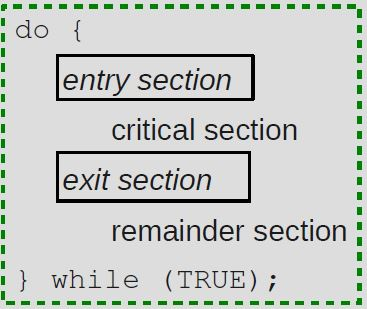 do {
entry section
critical section
exit section
remainder section
} while (TRUE);